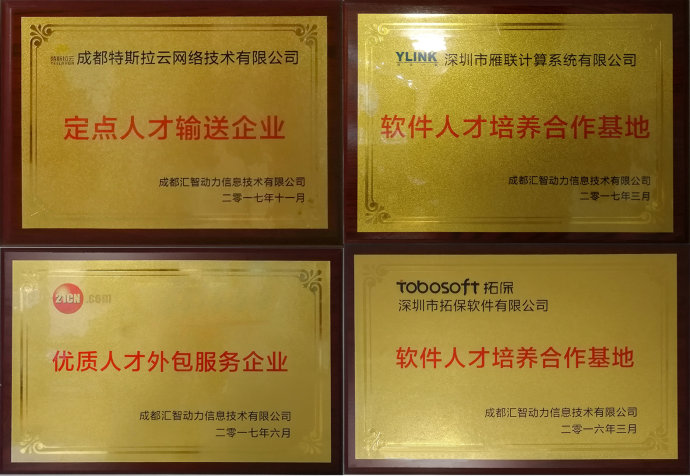 特斯拉云 成都特斯拉云网络技术有限公司
定点人才输送企业
成都汇智动力信息技术有限公司
二零一七年十一月
YLINK 深圳市雁联计算系统有限公司
软件人才培养合作基地
成都汇智动力信息技术有限公司
二零一七年三月
21CN.com
优质人才外包服务企业
成都汇智动力信息技术有限公司
二零一七年六月
Tobosoft 拓保
深圳市拓保软件有限公司
软件人才培养合作基地
成都汇智动力信息技术有限公司
二零一六年三月